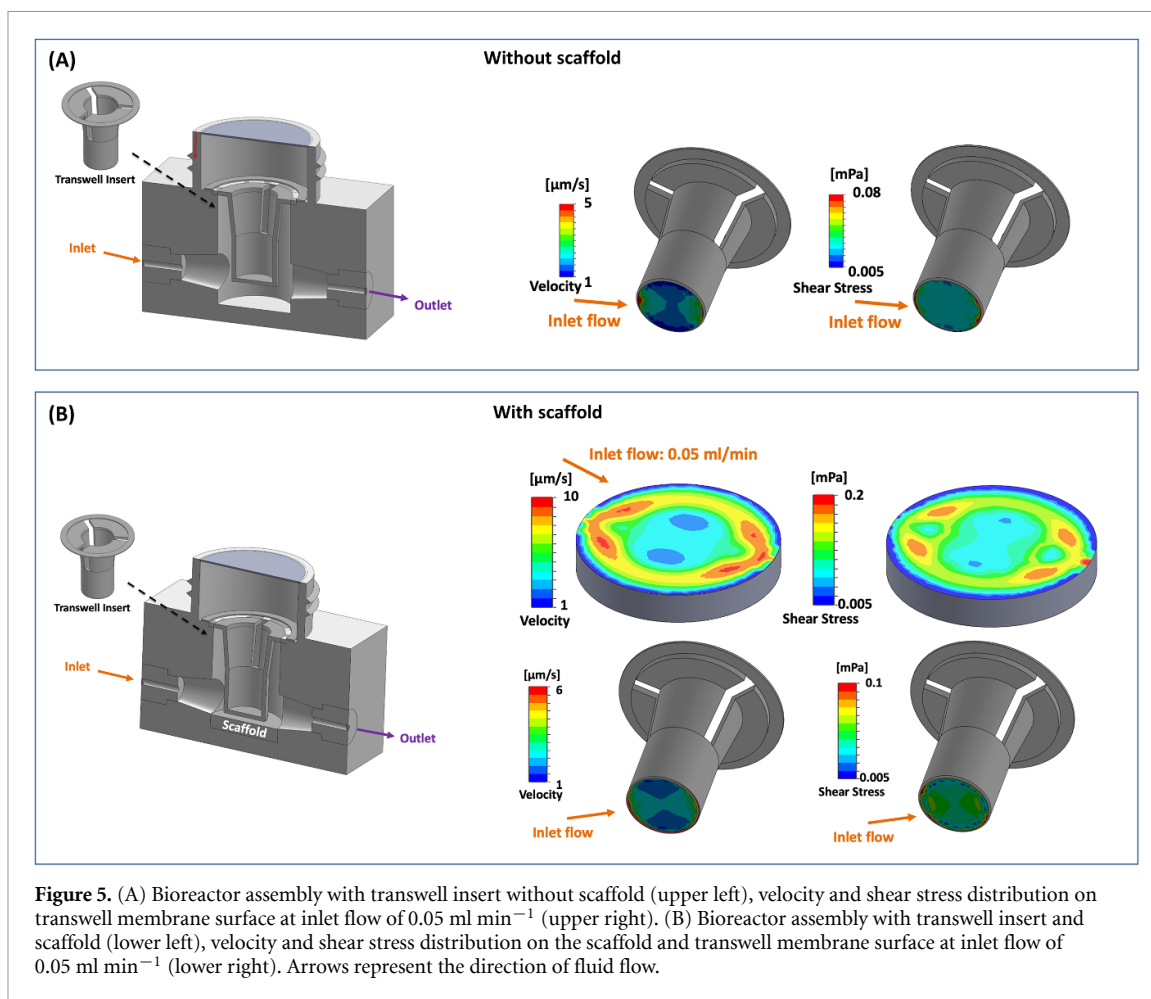 (A)
Without scaffold
Transwell Insert
Inlet
Outlet
[µm/s]
5
Velocity 1
Inlet flow
[mPa]
0.08
0.005
Shear Stress
Inlet flow
(B)
With scaffold
Transwell Insert
Inlet
Scaffold
Outlet
Inlet flow: 0.05 ml/min
[µm/s]
10
1
Velocity
[mPa]
0.2
0.005
Shear Stress
[µm/s]
6
1
Velocity
Inlet flow
[mPa]
0.1
0.005
Shear Stress
Inlet flow
Figure 5. (A) Bioreactor assembly with transwell insert without scaffold (upper left), velocity and shear stress distribution on
transwell membrane surface at inlet flow of 0.05 ml min⁻¹ (upper right). (B) Bioreactor assembly with transwell insert and
scaffold (lower left), velocity and shear stress distribution on the scaffold and transwell membrane surface at inlet flow of
0.05 ml min⁻¹ (lower right). Arrows represent the direction of fluid flow.